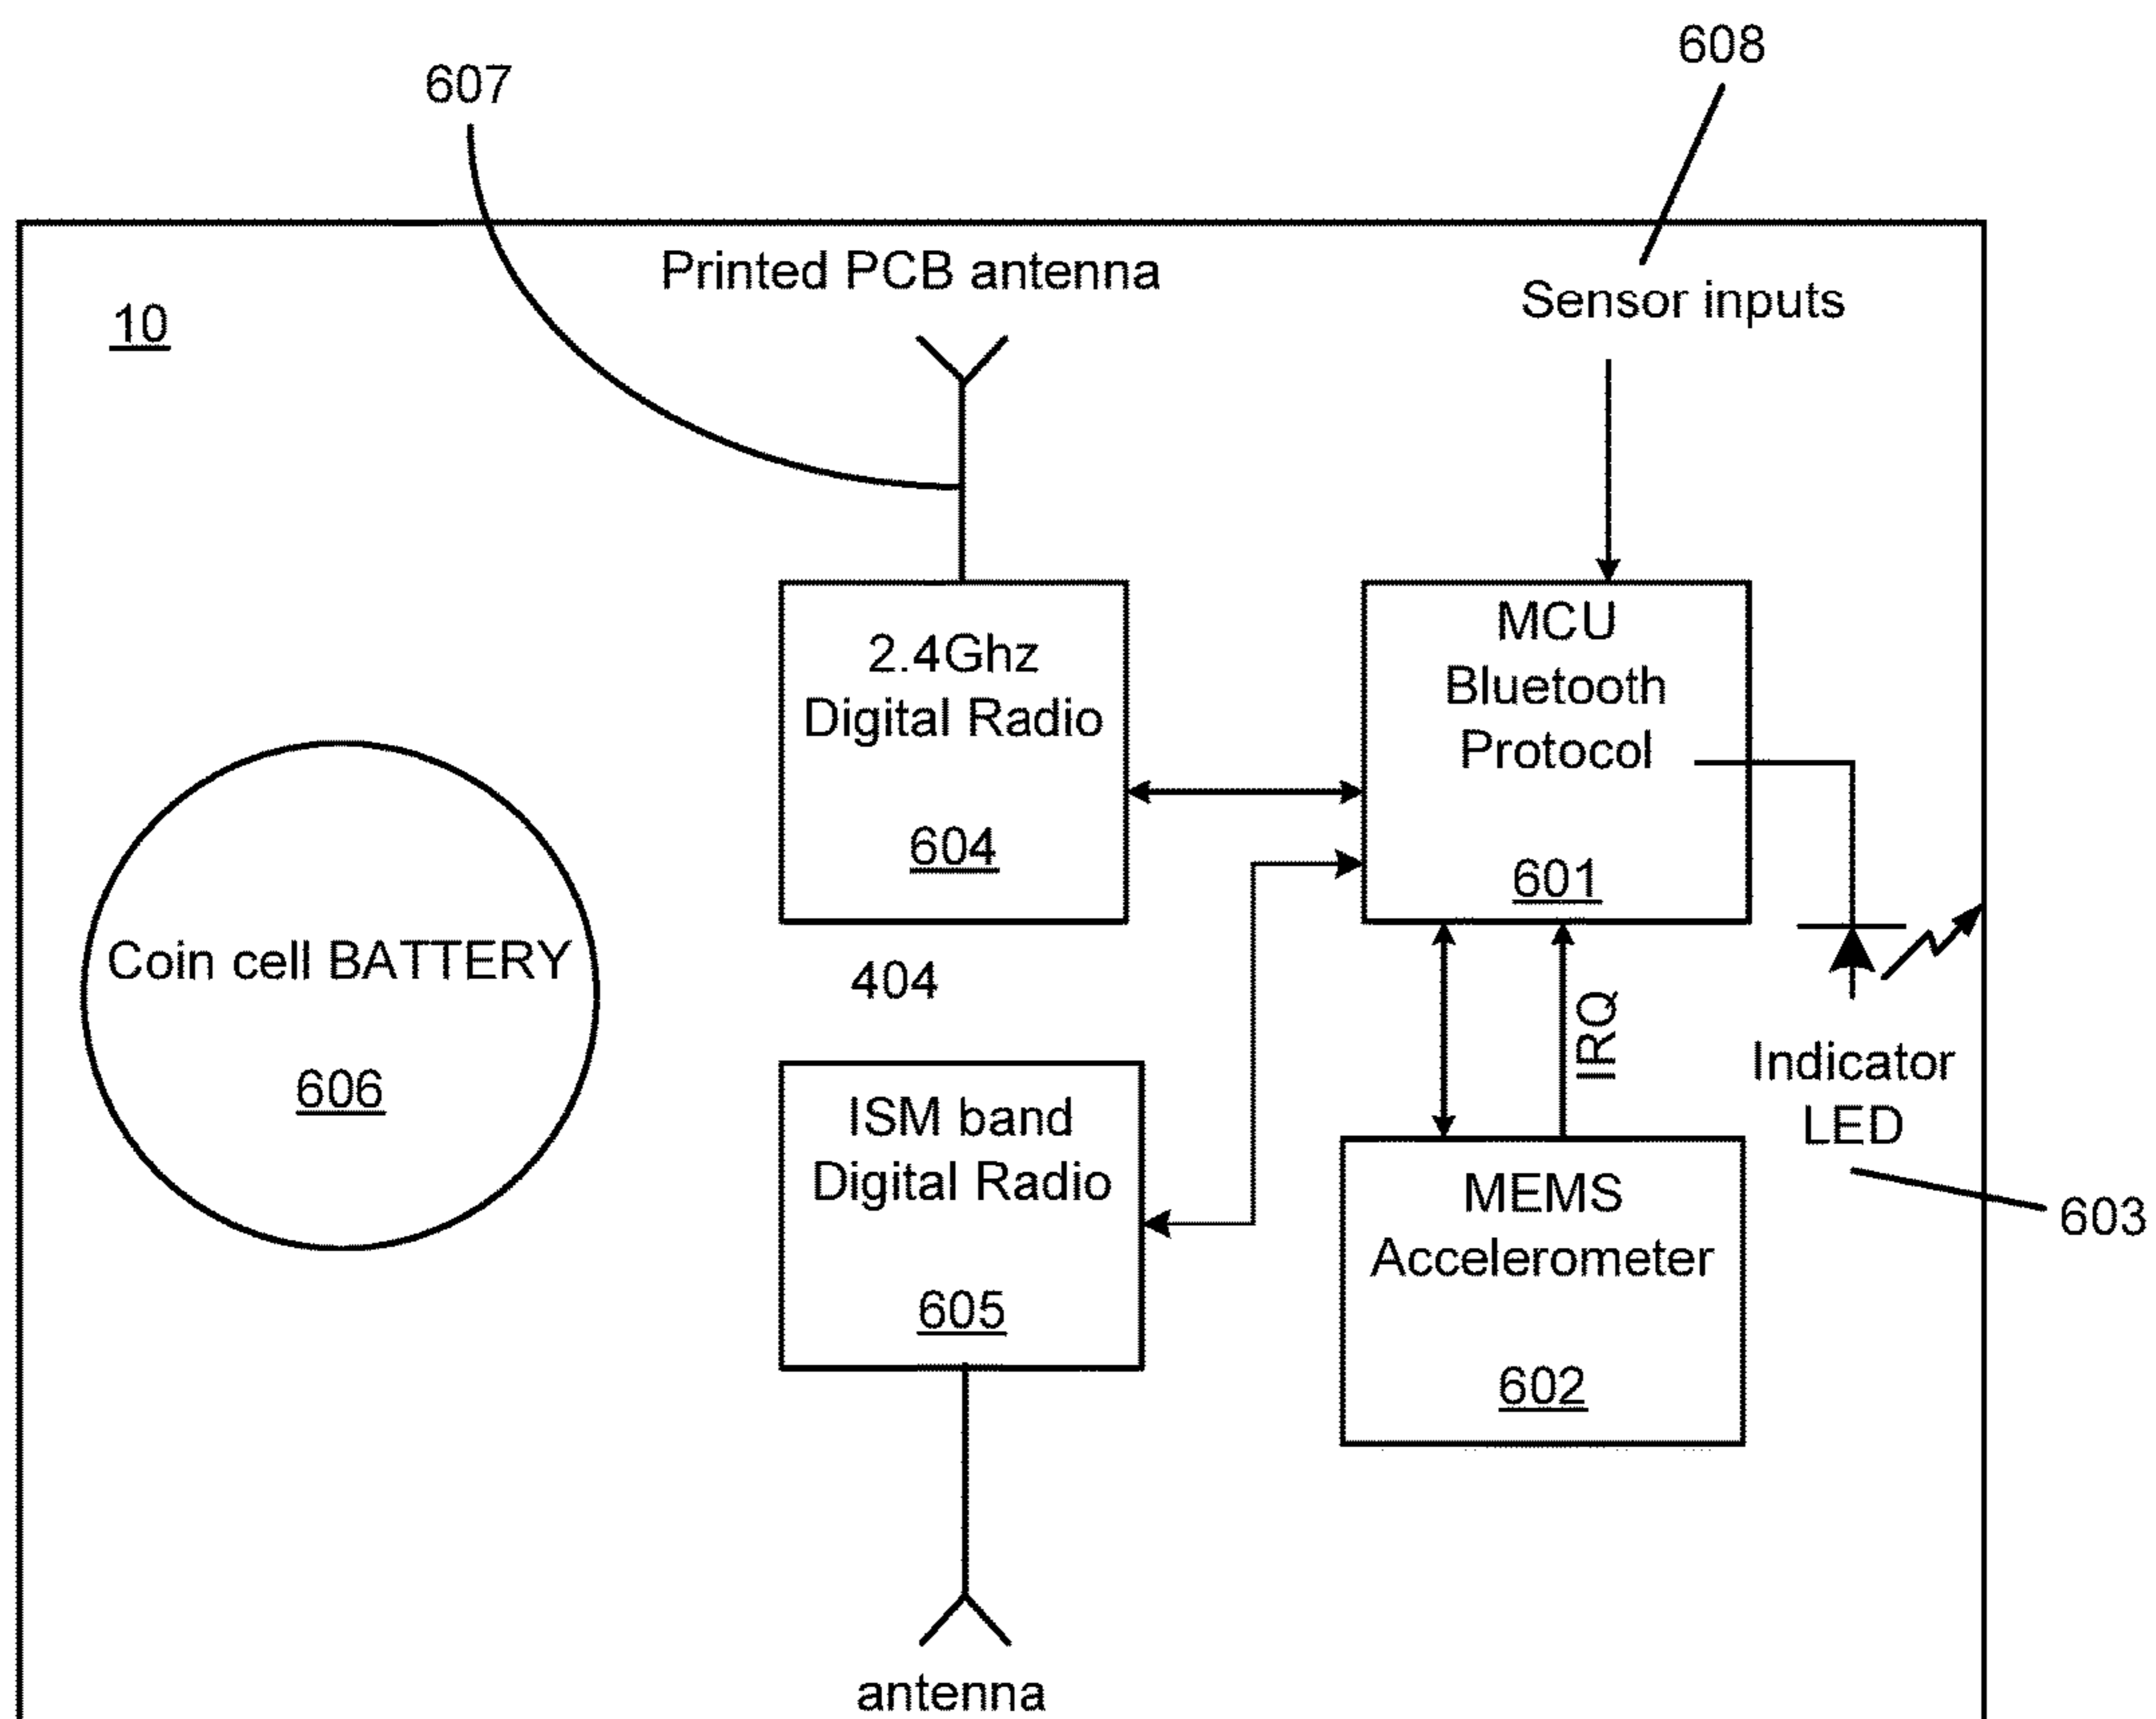 608
607
Printed PCB antenna
Sensor inputs
10
2.4Ghz
Digital Radio
604
MCU
Bluetooth
Protocol
601
Coin cell BATTERY
606
404
IRQ
Indicator
LED
603
ISM band
Digital Radio
605
MEMS
Accelerometer
602
antenna